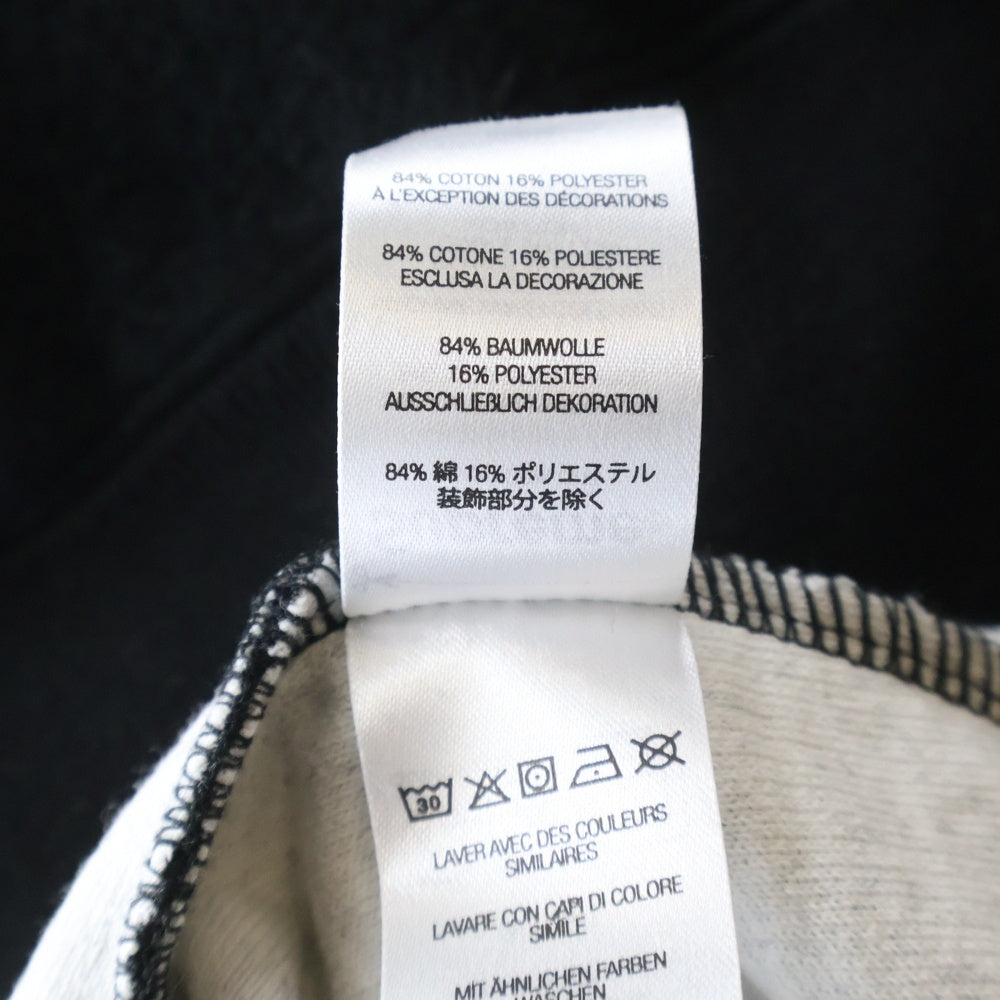 84% COTON 16% POLYESTER
À L'EXCEPTION DES DÉCORATIONS
84% COTONE 16% POLIESTERE
ESCLUSA LA DECORAZIONE
84% BAUMWOLLE
16% POLYESTER
AUSSCHLIEßLICH DEKORATION
84% 綿 16% ポリエステル
装飾部分を除く
30
LAVER AVEC DES COULEURS
SIMILAIRES
LAVARE CON CAPI DI COLORE
SIMILE
MIT ÄHNLICHEN FARBEN
WASCHEN